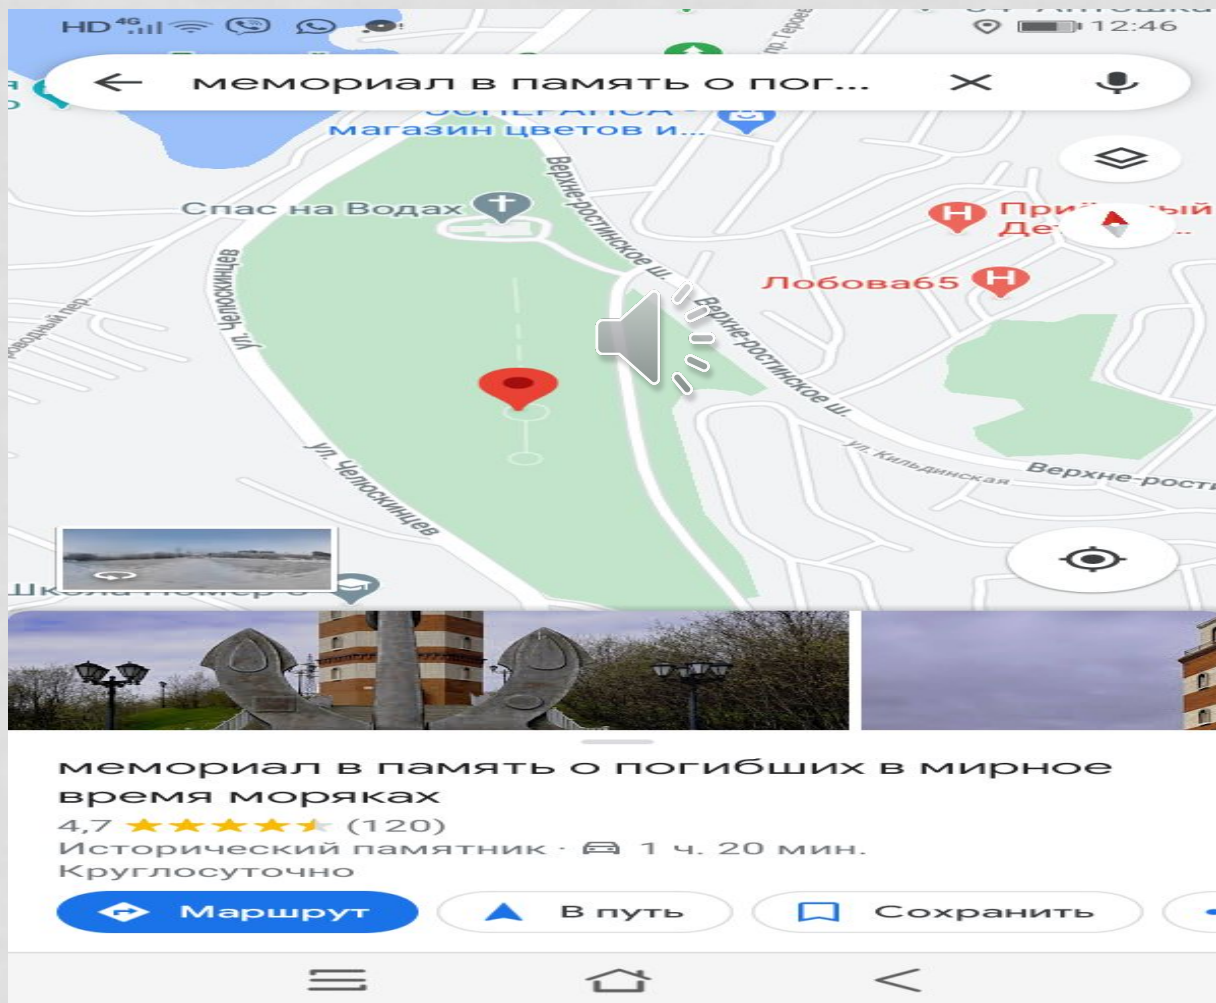 HD 4G 12:46
мемориал в память о пог...
магазин цветов и...
Спас на Водах
Верхне-ростинское ш.
ул. Челюскинцев
Лобова65
Верхне-ростинское ш.
ул. Кильдинская
Верхне-рости
ул. Челюскинцев
мемориал в память о погибших в мирное
время моряках
4,7 (120)
Исторический памятник · 1 ч. 20 мин.
Круглосуточно
Маршрут
В путь
Сохранить